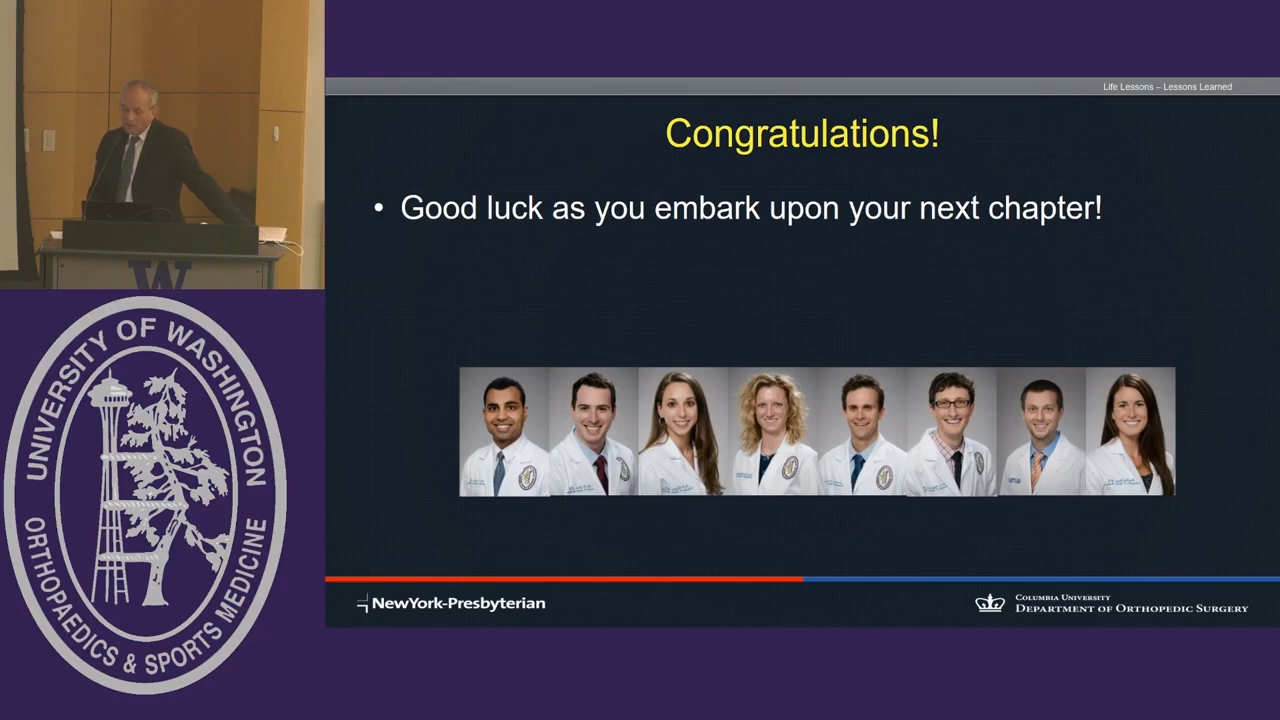 Life Lessons – Lessons Learned
Congratulations!
• Good luck as you embark upon your next chapter!
W
UNIVERSITY OF WASHINGTON
ORTHOPAEDICS & SPORTS MEDICINE
NewYork-Presbyterian
COLUMBIA UNIVERSITY
DEPARTMENT OF ORTHOPEDIC SURGERY